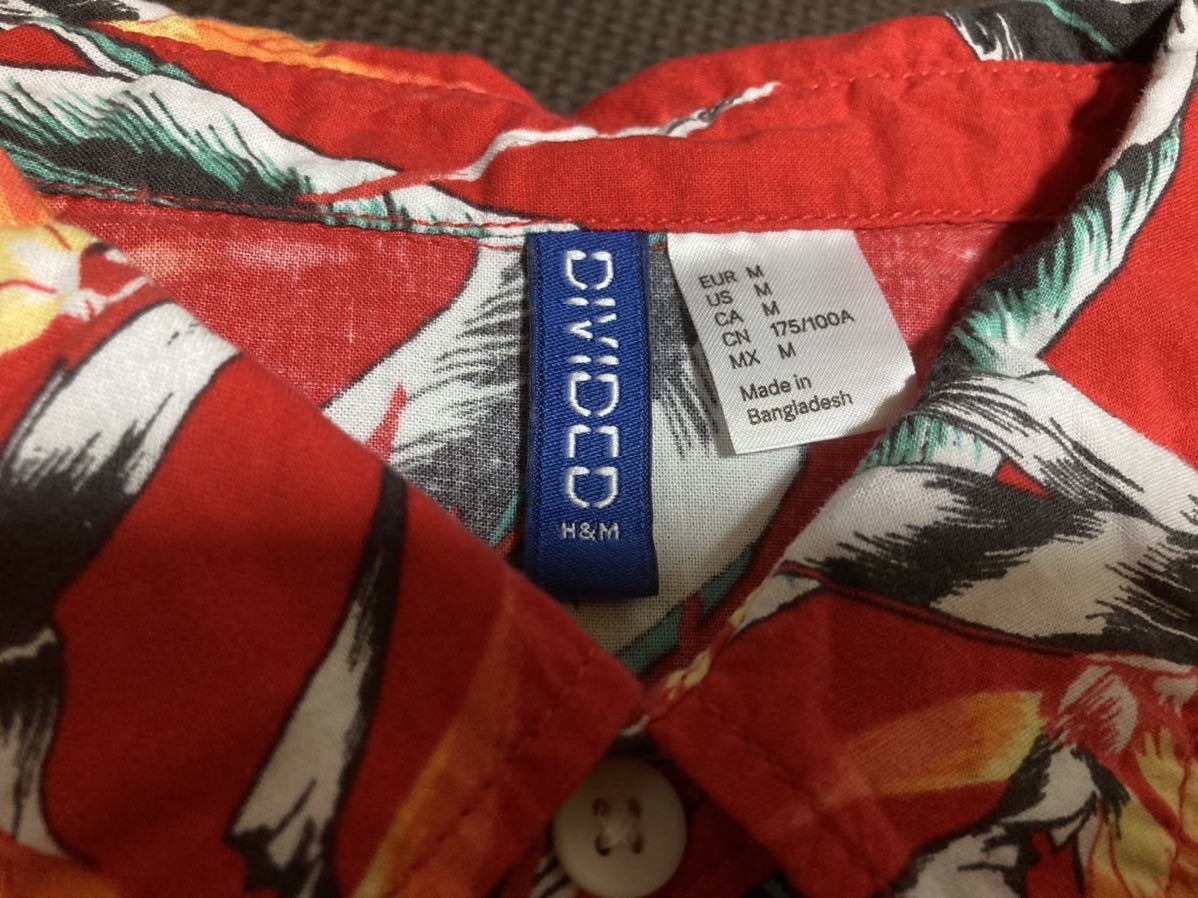 DIVIDED
H&M
EUR M
US M
CA M
CN 175/100A
MX M
Made in
Bangladesh